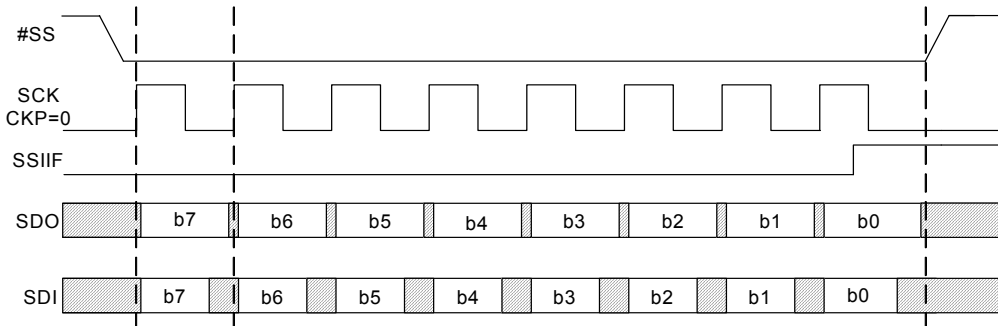 #SS
SCK
CKP=0
SSIIF
SDO b7 b6 b5 b4 b3 b2 b1 b0
SDI b7 b6 b5 b4 b3 b2 b1 b0